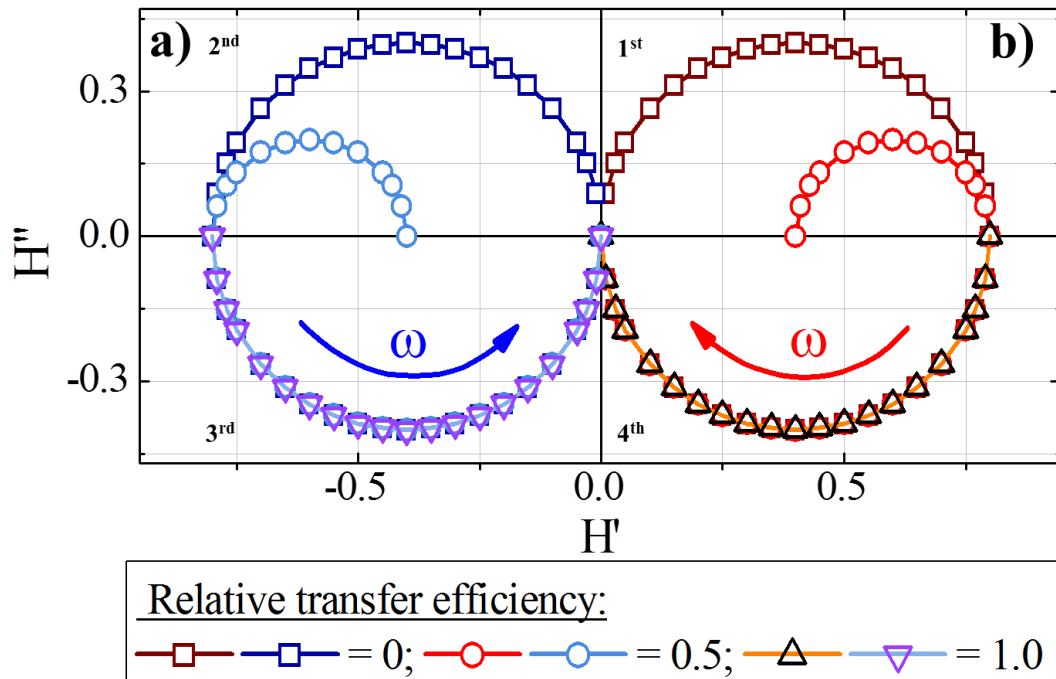 a)
2nd
1st
b)
0.3
0.0
-0.3
H"
ω
ω
3rd
4th
-0.5
0.0
0.5
H'
Relative transfer efficiency:
= 0;
= 0.5;
= 1.0